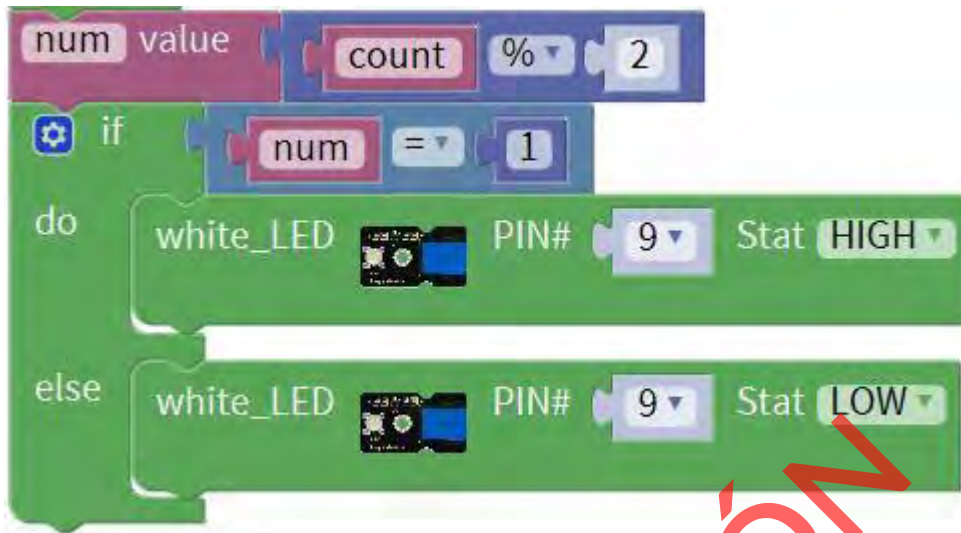 num value count % 2
if num = 1
do white_LED PIN# 9 Stat HIGH
else white_LED PIN# 9 Stat LOW
ÓN